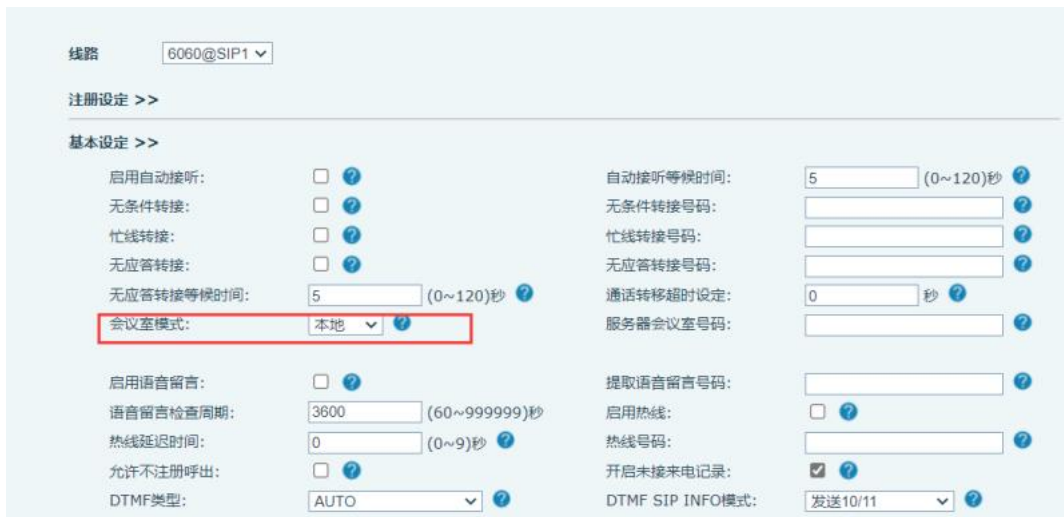 线路 6060@SIP1
注册设定 >>
基本设定 >>
启用自动接听: 自动接听等候时间: 5 (0~120)秒
无条件转接: 无条件转接号码:
忙线转接: 忙线转接号码:
无应答转接: 无应答转接号码:
无应答转接等候时间: 5 (0~120)秒 通话转移超时设定: 0 秒
会议室模式: 本地 服务器会议室号码:
启用语音留言: 提取语音留言号码:
语音留言检查周期: 3600 (60~999999)秒 启用热线:
热线延迟时间: 0 (0~9)秒 热线号码:
允许不注册呼出: 开启未接来电记录:
DTMF类型: AUTO DTMF SIP INFO模式: 发送10/11